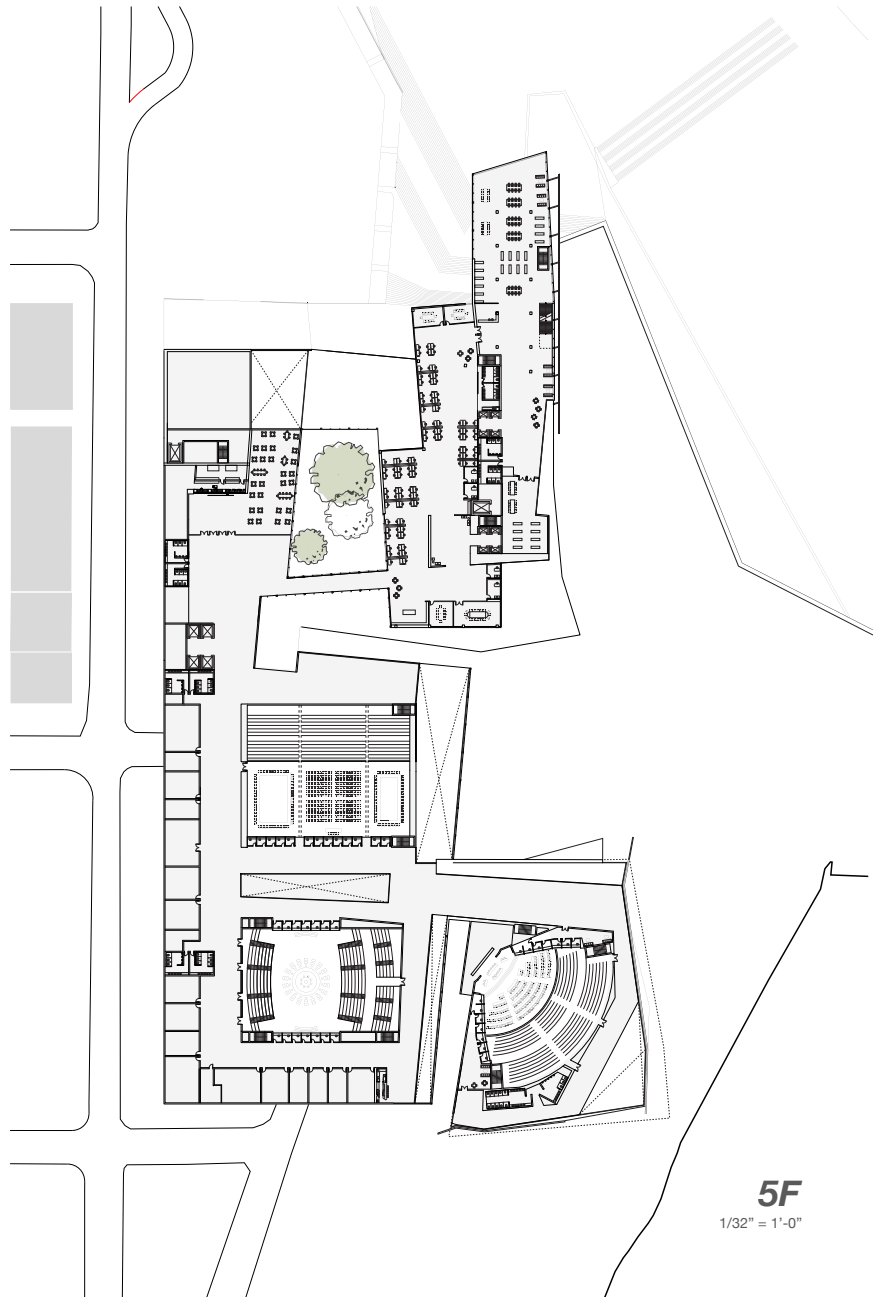 5F
1/32” = 1’-0”